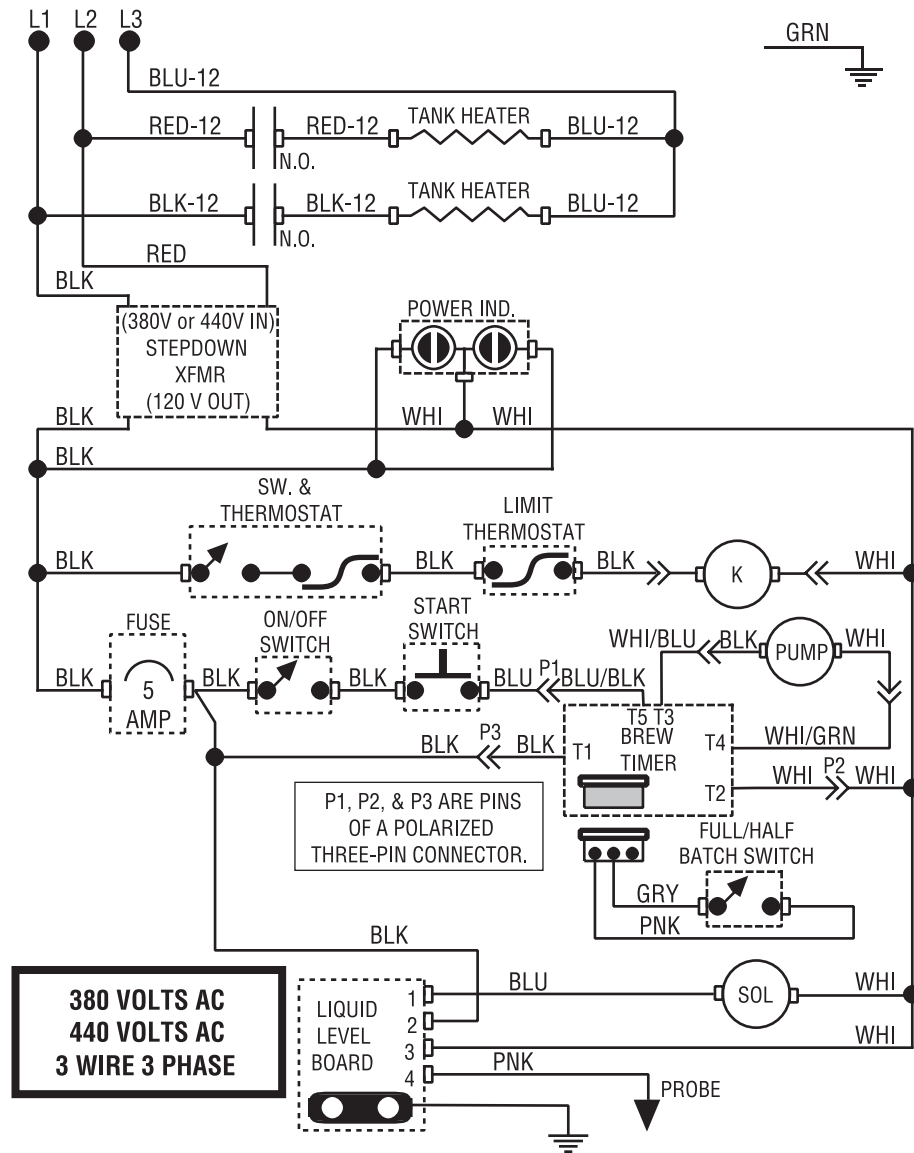 L1 L2 L3
GRN
BLU-12
RED-12 RED-12 TANK HEATER BLU-12
N.O.
BLK-12 BLK-12 TANK HEATER BLU-12
N.O.
RED
BLK
(380V or 440V IN)
STEPDOWN
XFMR
(120 V OUT)
POWER IND.
BLK WHI WHI
BLK
SW. &
THERMOSTAT
LIMIT
THERMOSTAT
BLK BLK BLK K WHI
FUSE
5
AMP
ON/OFF
SWITCH
START
SWITCH
WHI/BLU BLK PUMP WHI
BLK BLK BLK BLU P1 BLU/BLK
T5 T3
BREW
TIMER
T1
T4
T2
BLK P3 BLK
WHI/GRN
WHI P2 WHI
P1, P2, & P3 ARE PINS
OF A POLARIZED
THREE-PIN CONNECTOR.
FULL/HALF
BATCH SWITCH
GRY
PNK
BLK
380 VOLTS AC
440 VOLTS AC
3 WIRE 3 PHASE
LIQUID
LEVEL
BOARD
1
2
3
4
BLU SOL WHI
WHI
PNK
PROBE